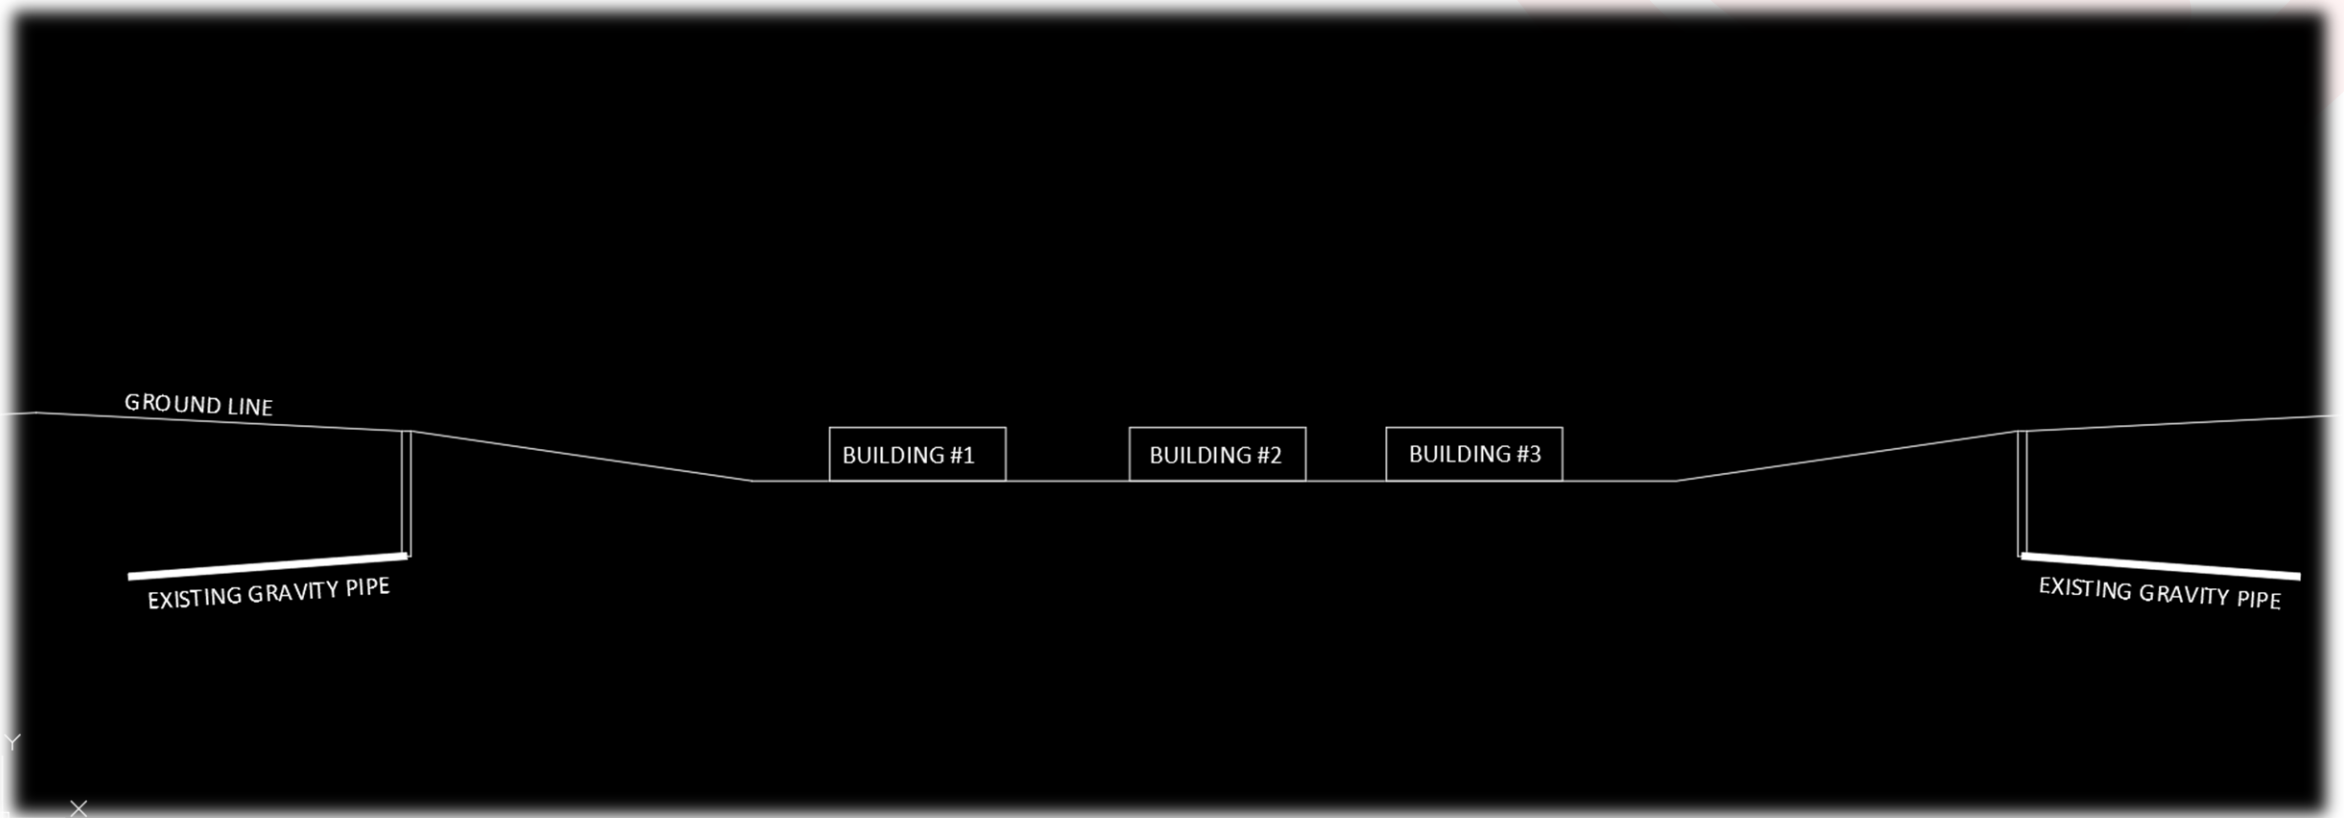 GROUND LINE
BUILDING #1
BUILDING #2
BUILDING #3
EXISTING GRAVITY PIPE
EXISTING GRAVITY PIPE
Y
X